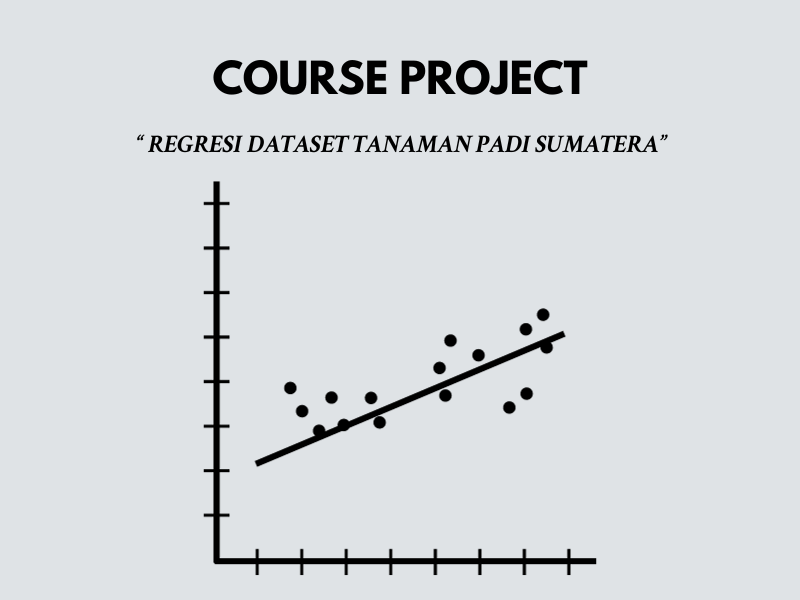 COURSE PROJECT
“ REGRESI DATASET TANAMAN PADI SUMATERA”